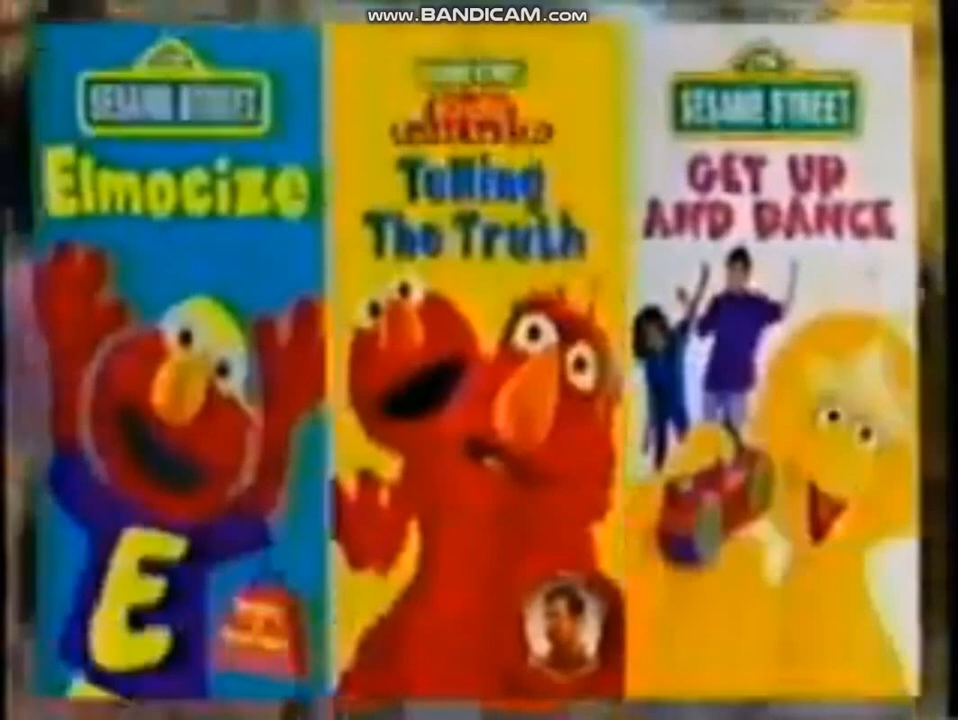 www.BANDICAM.com
SESAME STREET
Elmocize
E
Telling
The Truth
SESAME STREET
GET UP
AND DANCE